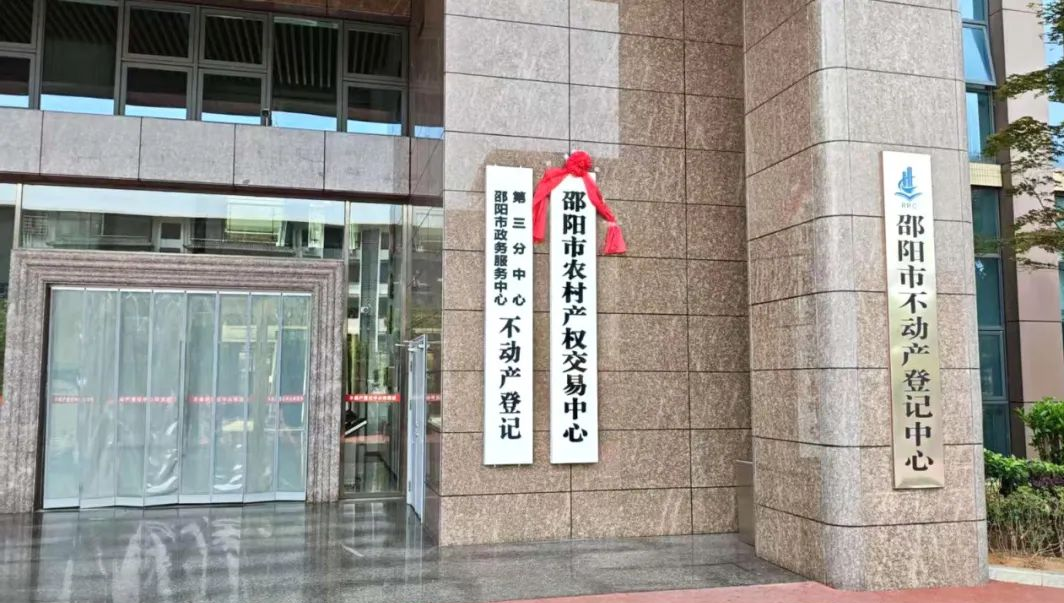 邵阳市政务服务中心
第三分中心
不动产登记
邵阳市农村产权交易中心
RRC
邵阳市不动产登记中心